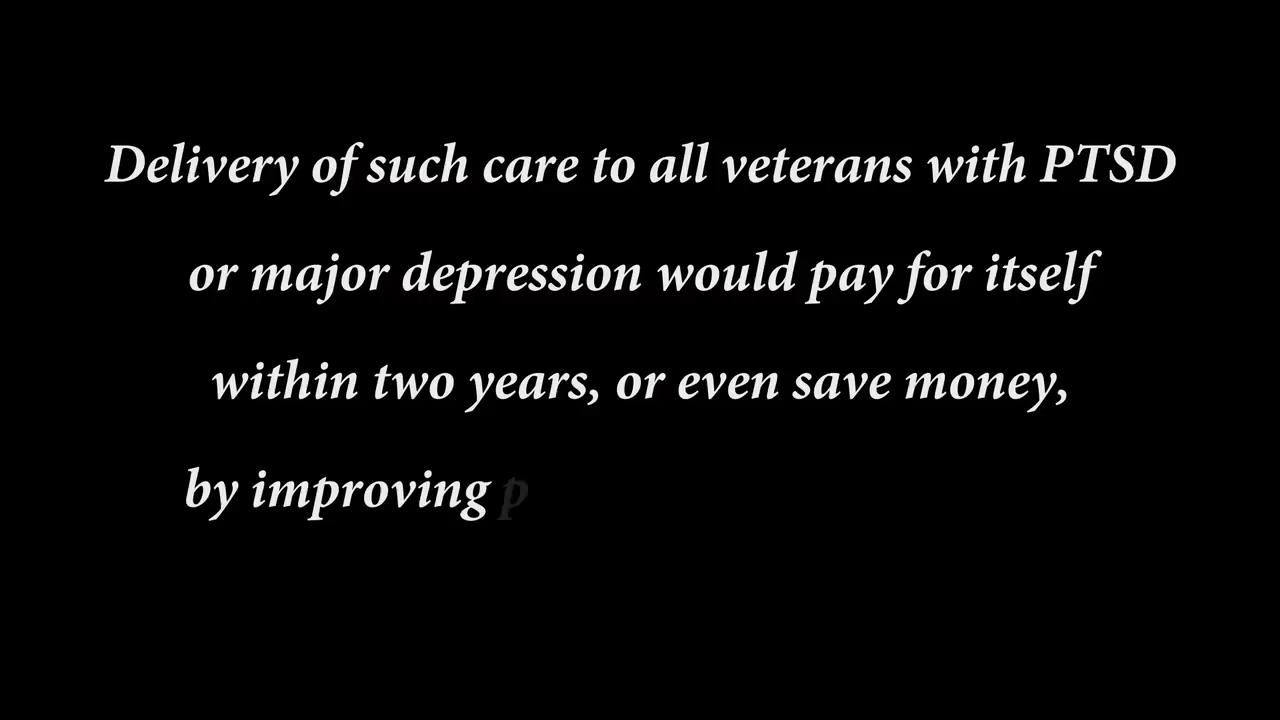 Delivery of such care to all veterans with PTSD
or major depression would pay for itself
within two years, or even save money,
by improving p